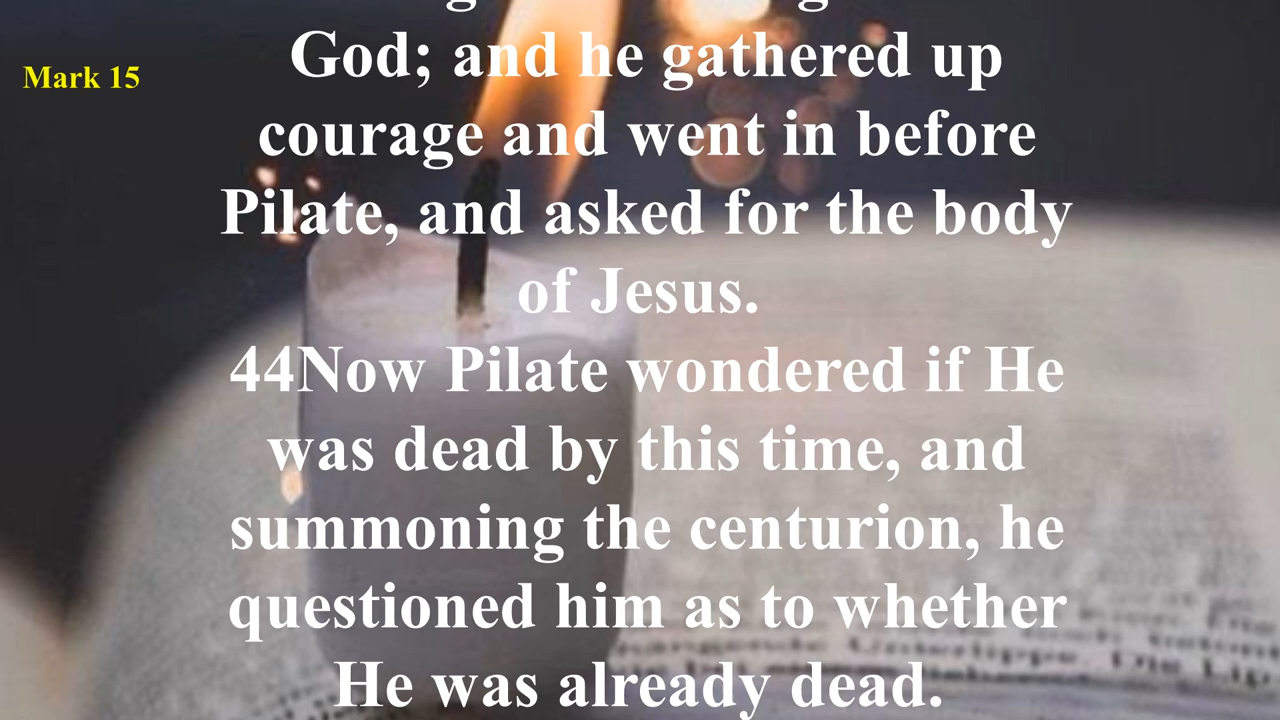 Mark 15
God; and he gathered up
courage and went in before
Pilate, and asked for the body
of Jesus.
44Now Pilate wondered if He
was dead by this time, and
summoning the centurion, he
questioned him as to whether
He was already dead.